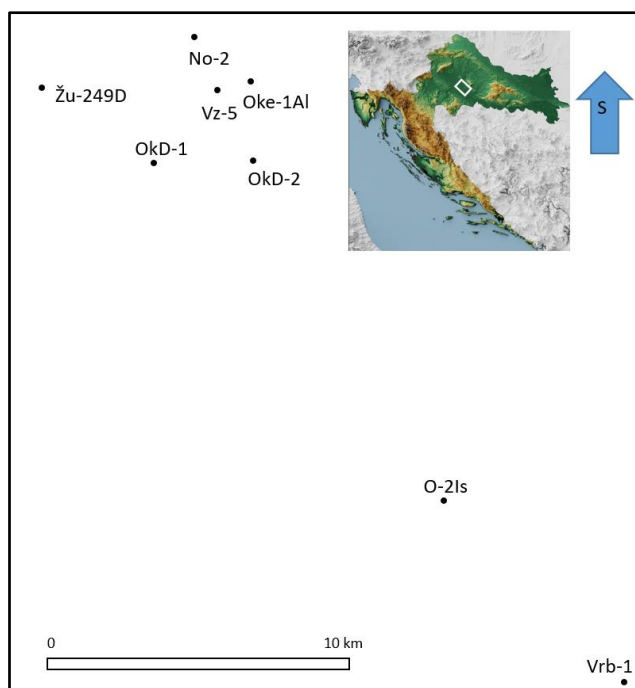 No-2
Žu-249D
Vz-5
Oke-1Al
S
OkD-1
OkD-2
O-2Is
0
10 km
Vrb-1